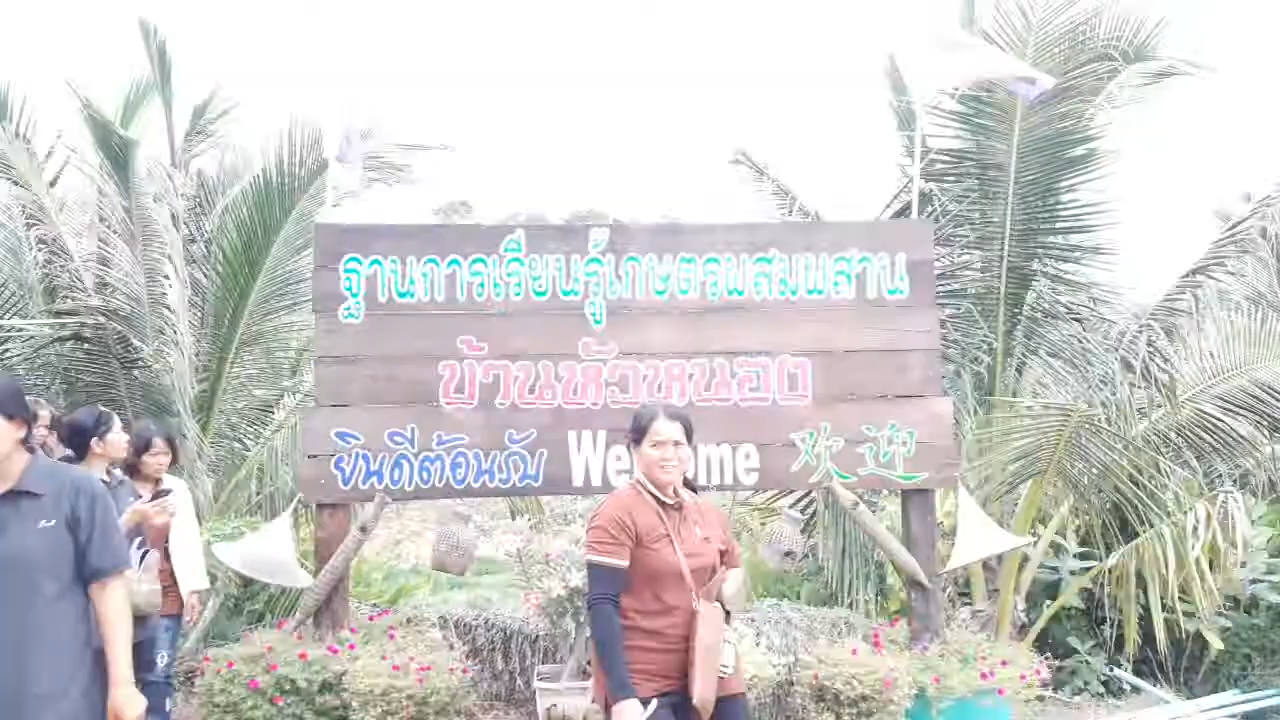 ฐานการเรียนรู้เกษตรผสมผสาน
บ้านหัวหนอง
ยินดีต้อนรับ We ome 欢迎